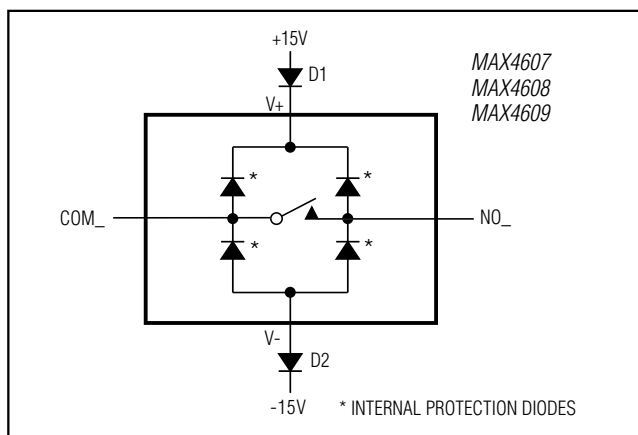 +15V
D1
MAX4607
MAX4608
MAX4609
V+
*
*
COM_
NO_
*
*
V-
D2
-15V
* INTERNAL PROTECTION DIODES